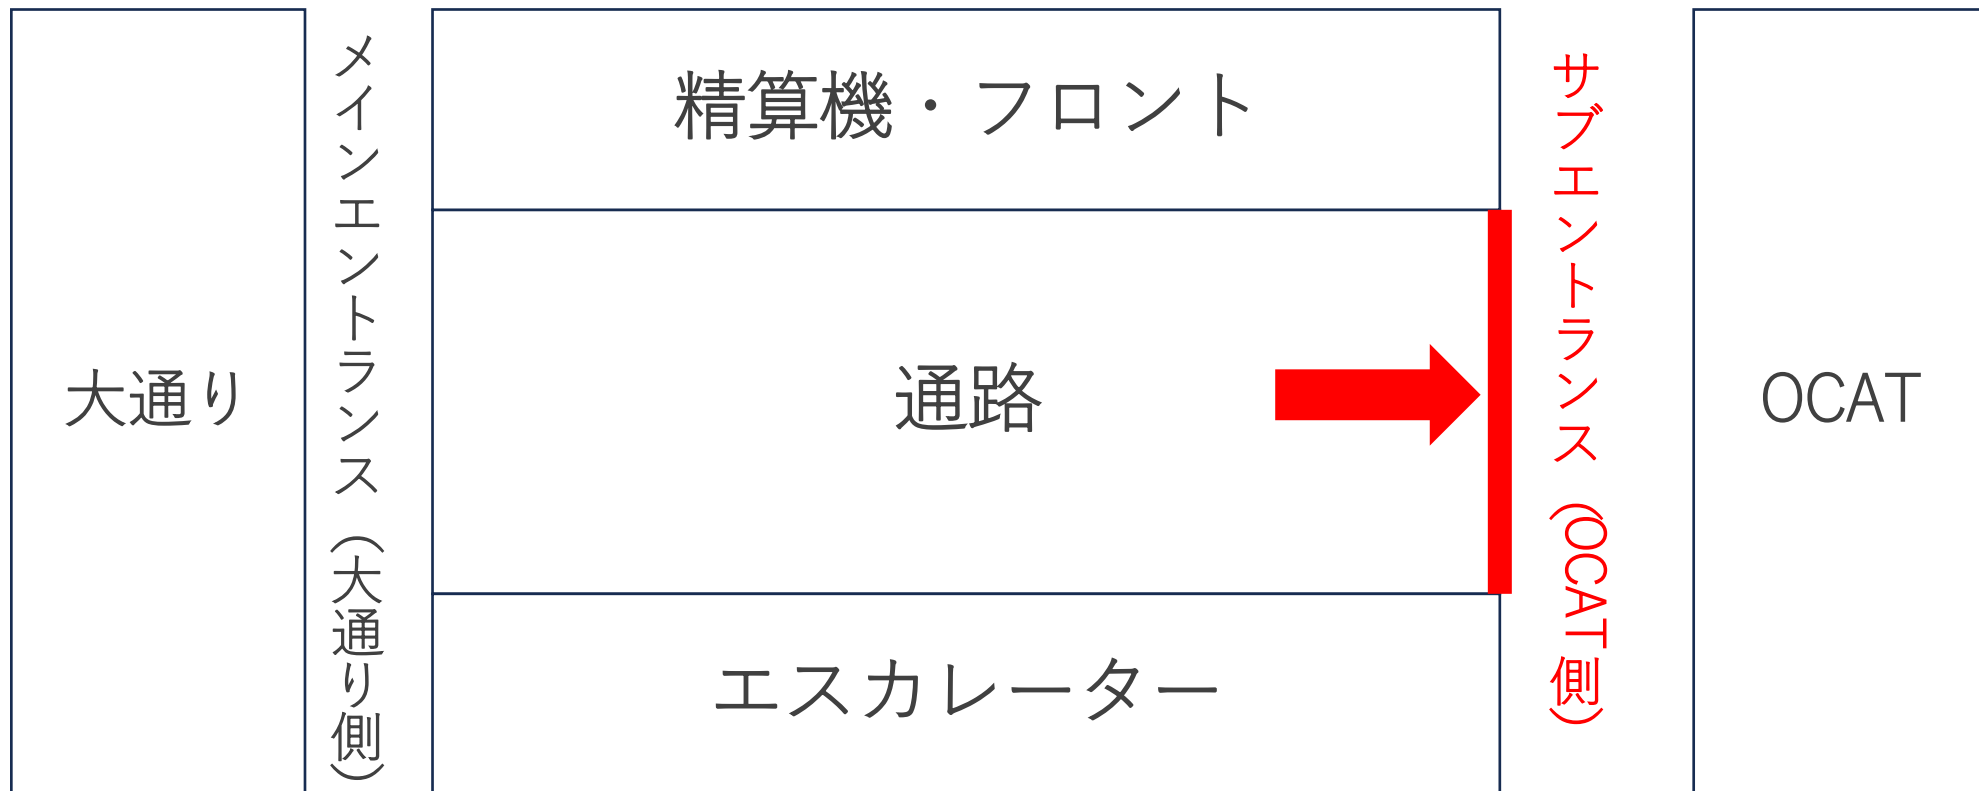 大通り
メインエントランス（大通り側）
精算機・フロント
通路
エスカレーター
サブエントランス（OCAT側）
OCAT